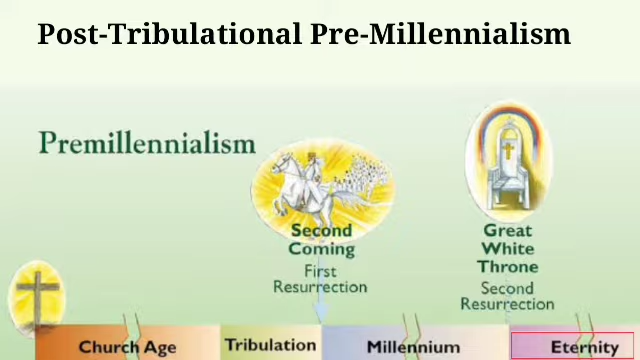 Post-Tribulational Pre-Millennialism
Premillennialism
Second
Coming
First
Resurrection
Great
White
Throne
Second
Resurrection
Church Age
Tribulation
Millennium
Eternity